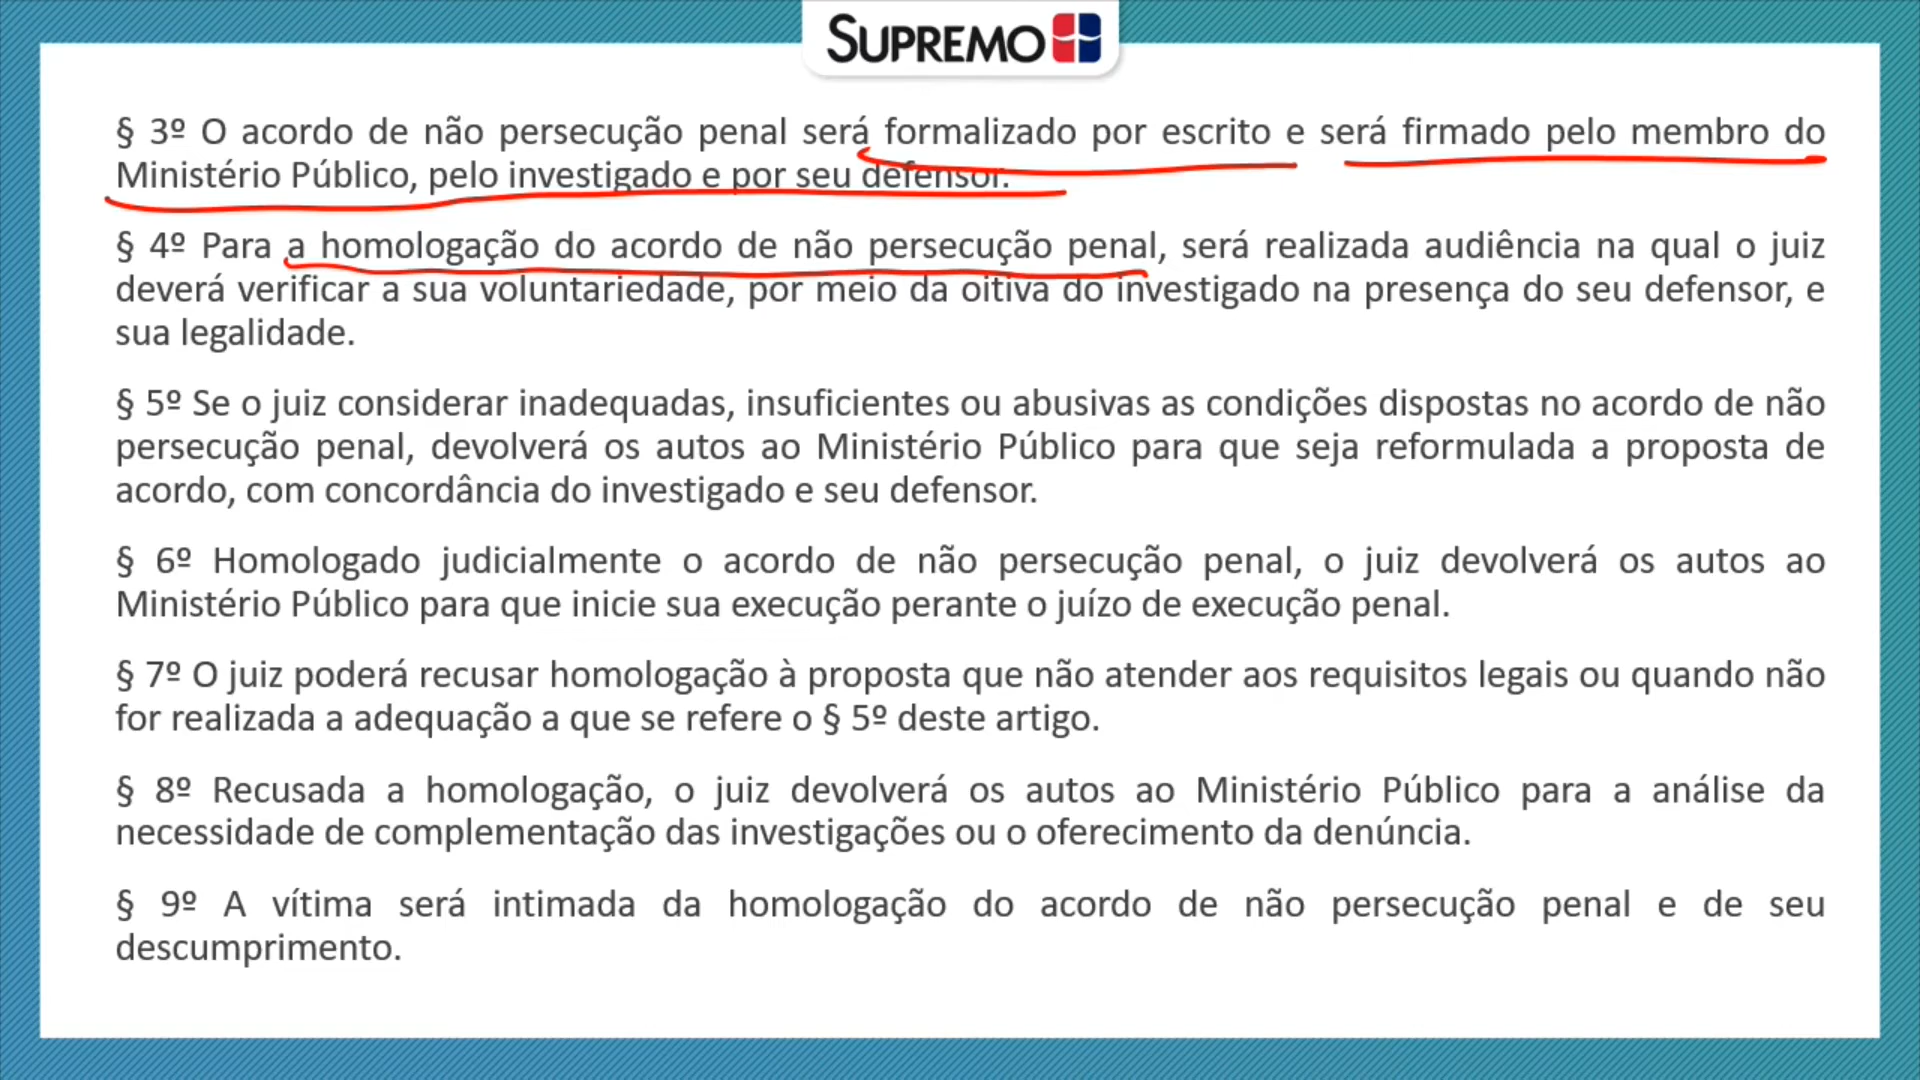 SUPREMO
§ 3º O acordo de não persecução penal será formalizado por escrito e será firmado pelo membro do
Ministério Público, pelo investigado e por seu defensor.
§ 4º Para a homologação do acordo de não persecução penal, será realizada audiência na qual o juiz
deverá verificar a sua voluntariedade, por meio da oitiva do investigado na presença do seu defensor, e
sua legalidade.
§ 5º Se o juiz considerar inadequadas, insuficientes ou abusivas as condições dispostas no acordo de não
persecução penal, devolverá os autos ao Ministério Público para que seja reformulada a proposta de
acordo, com concordância do investigado e seu defensor.
§ 6º Homologado judicialmente o acordo de não persecução penal, o juiz devolverá os autos ao
Ministério Público para que inicie sua execução perante o juízo de execução penal.
§ 7º O juiz poderá recusar homologação à proposta que não atender aos requisitos legais ou quando não
for realizada a adequação a que se refere o § 5º deste artigo.
§ 8º Recusada a homologação, o juiz devolverá os autos ao Ministério Público para a análise da
necessidade de complementação das investigações ou o oferecimento da denúncia.
§ 9º A vítima será intimada da homologação do acordo de não persecução penal e de seu
descumprimento.